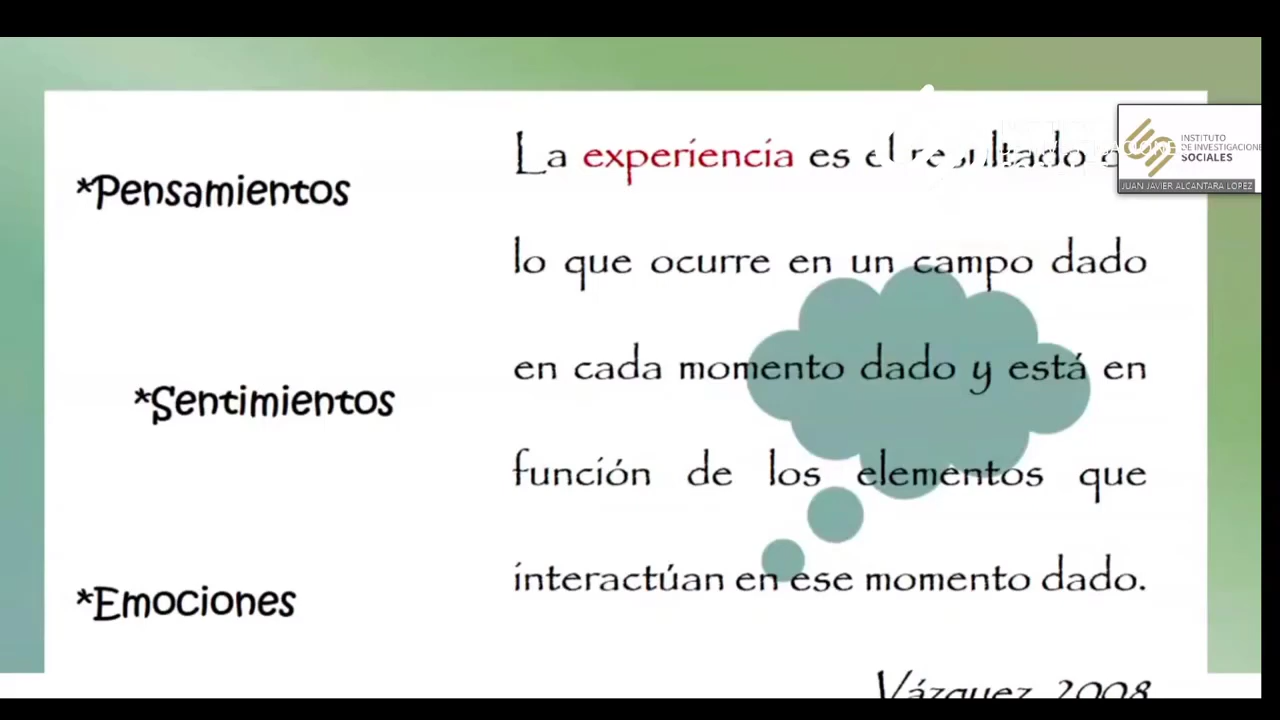 *Pensamientos
*Sentimientos
*Emociones
La experiencia es el resultado
lo que ocurre en un campo dado
en cada momento dado y está en
función de los elementos que
interactúan en ese momento dado.
Vázquez, 2008
INSTITUTO
DE INVESTIGACIONE
SOCIALES
JUAN JAVIER ALCANTARA LOPEZ